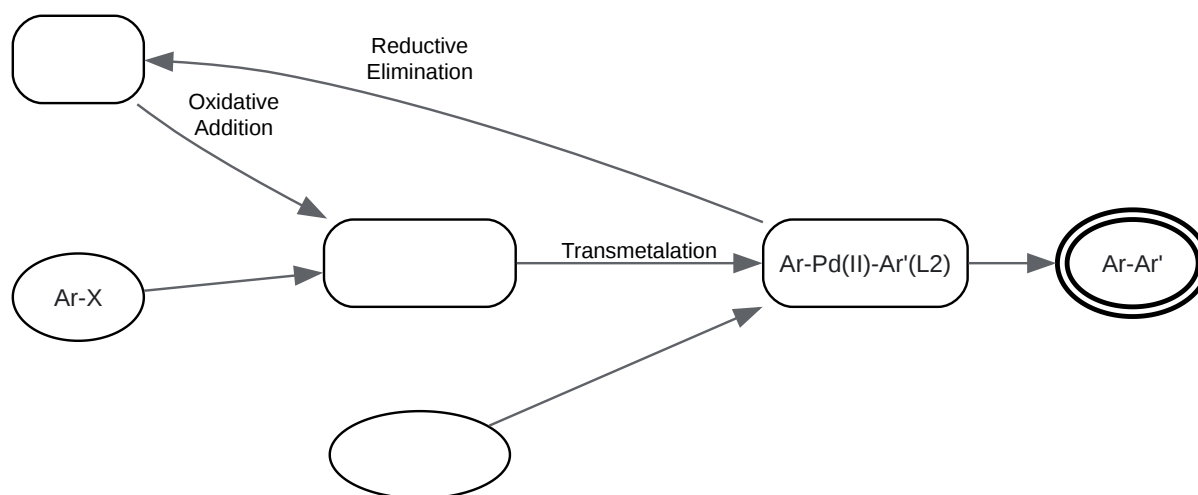 Reductive
Elimination
Oxidative
Addition
Transmetalation
Ar-Pd(II)-Ar'(L2)
Ar-Ar'
Ar-X